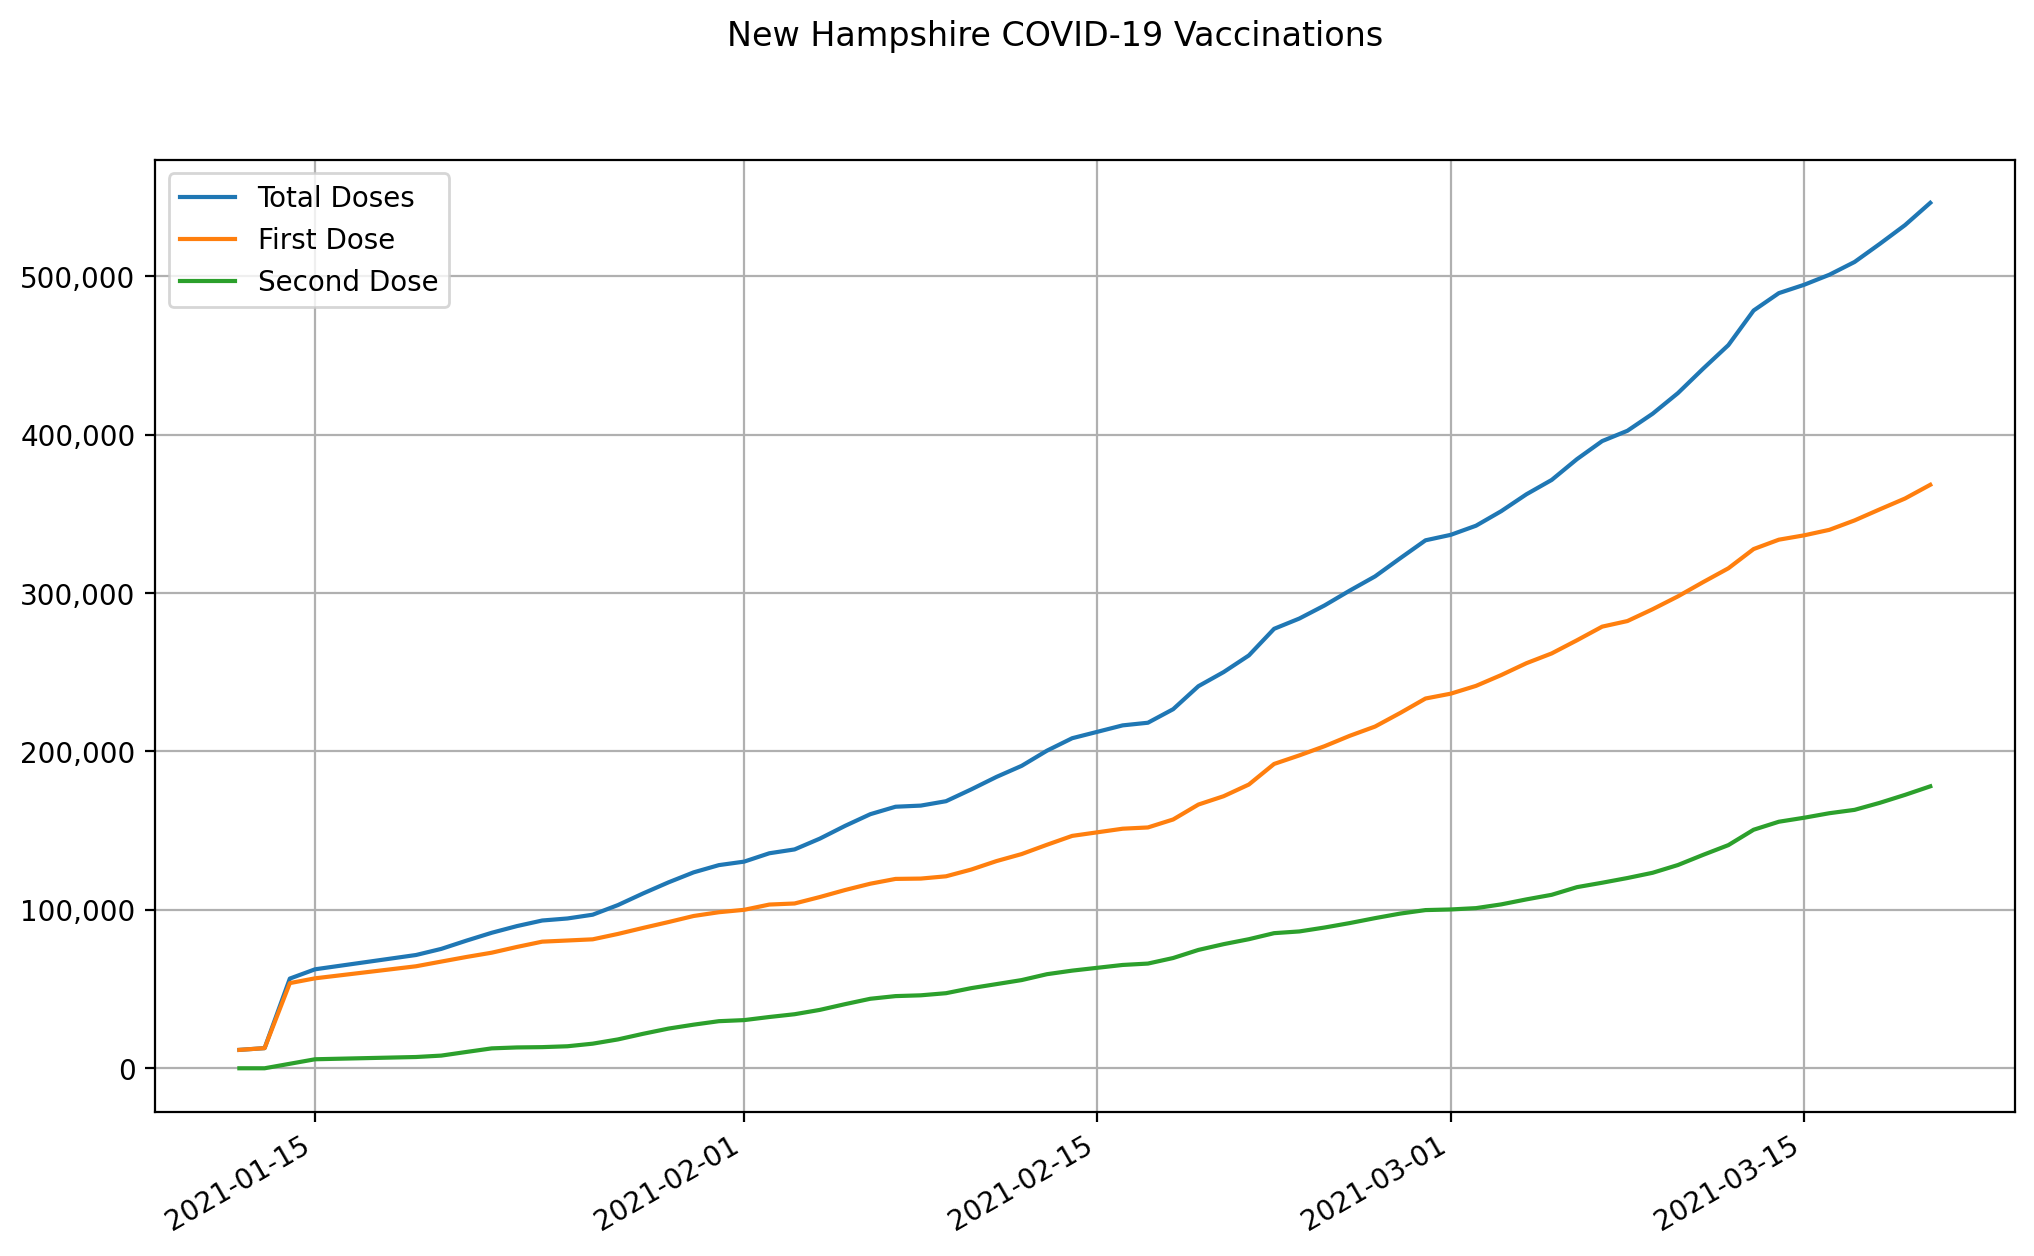 New Hampshire COVID-19 Vaccinations
Total Doses
First Dose
Second Dose
500,000
400,000
300,000
200,000
100,000
0
2021-01-15
2021-02-01
2021-02-15
2021-03-01
2021-03-15